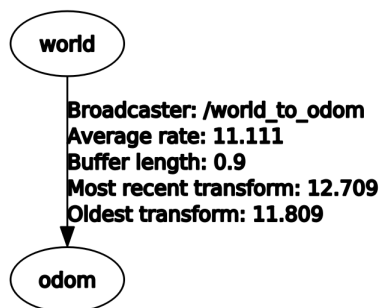 world
Broadcaster: /world_to_odom
Average rate: 11.111
Buffer length: 0.9
Most recent transform: 12.709
Oldest transform: 11.809
odom